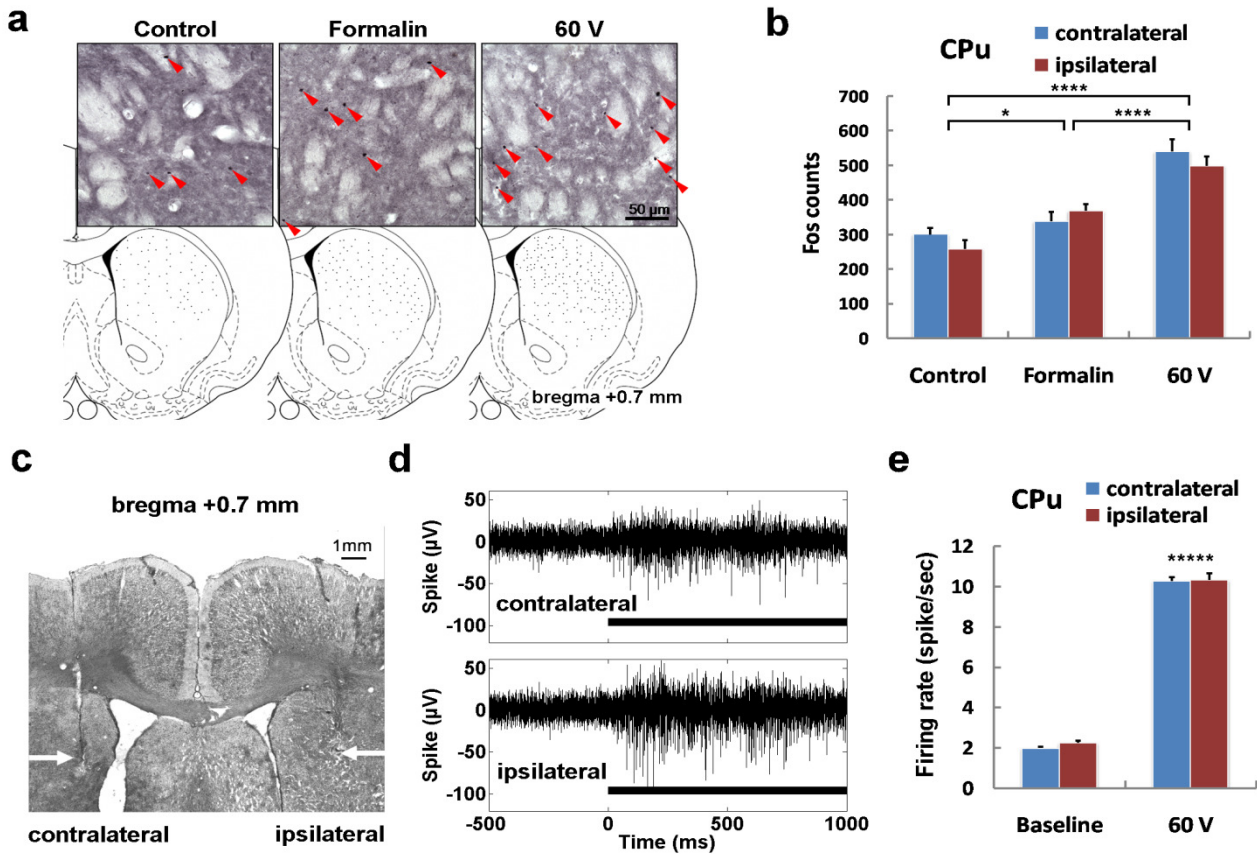 a
Control
Formalin
60 V
50 µm
bregma +0.7 mm
b
CPu
contralateral
ipsilateral
****
*
****
Fos counts
700
600
500
400
300
200
100
0
Control
Formalin
60 V
c
bregma +0.7 mm
1mm
contralateral
ipsilateral
d
Spike (µV)
50
0
-50
-100
contralateral
Spike (µV)
50
0
-50
-100
ipsilateral
-500
0
500
1000
Time (ms)
e
CPu
contralateral
ipsilateral
*****
Firing rate (spike/sec)
12
10
8
6
4
2
0
Baseline
60 V